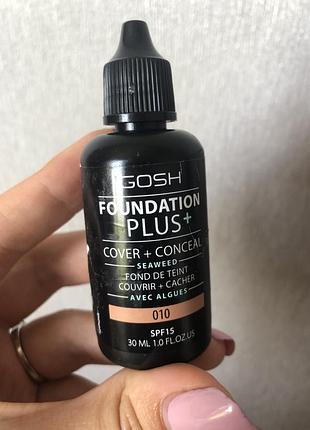 GOSH
FOUNDATION
PLUS+
COVER + CONCEAL
SEAWEED
FOND DE TEINT
COUVRIR + CACHER
AVEC ALGUES
010
SPF15
30 ML 1.0 FL.OZ.US